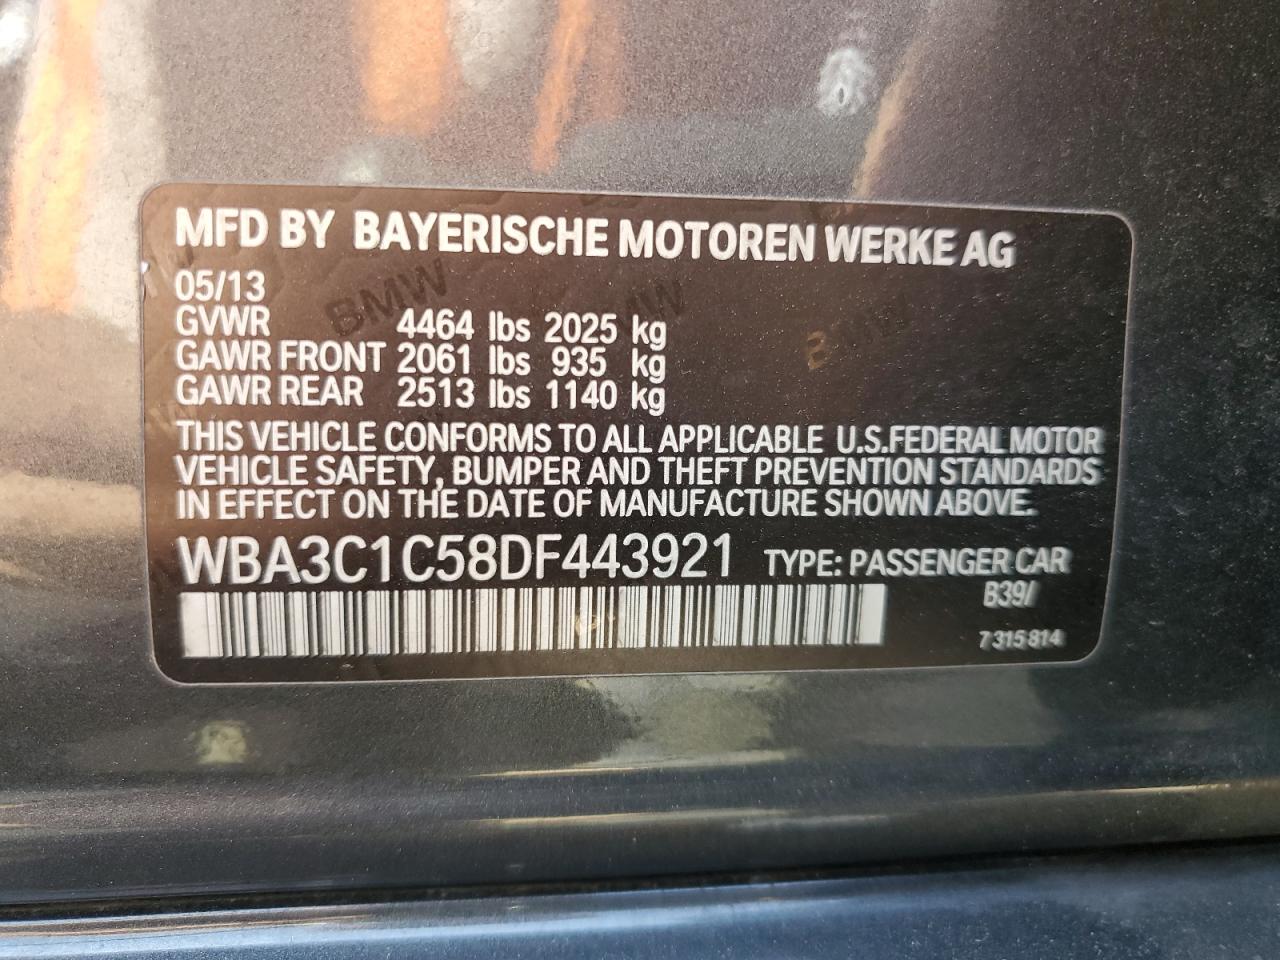 MFD BY BAYERISCHE MOTOREN WERKE AG
05/13
GVWR 4464 lbs 2025 kg
GAWR FRONT 2061 lbs 935 kg
GAWR REAR 2513 lbs 1140 kg
THIS VEHICLE CONFORMS TO ALL APPLICABLE U.S.FEDERAL MOTOR
VEHICLE SAFETY, BUMPER AND THEFT PREVENTION STANDARDS
IN EFFECT ON THE DATE OF MANUFACTURE SHOWN ABOVE.
WBA3C1C58DF443921 TYPE: PASSENGER CAR
B39/
7 315 814
BMW
BMW
BMW